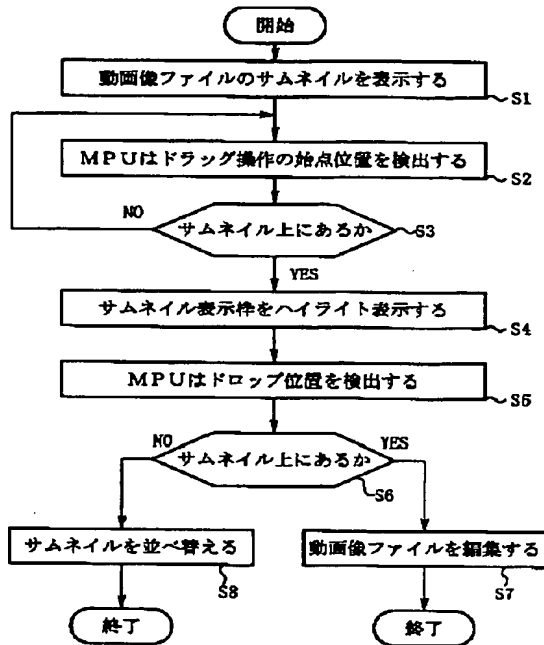 開始
動画像ファイルのサムネイルを表示する
S1
MPUはドラッグ操作の始点位置を検出する
S2
NO
サムネイル上にあるか
S3
YES
サムネイル表示枠をハイライト表示する
S4
MPUはドロップ位置を検出する
S5
NO
サムネイル上にあるか
YES
S6
サムネイルを並べ替える
S8
動画像ファイルを編集する
S7
終了
終了